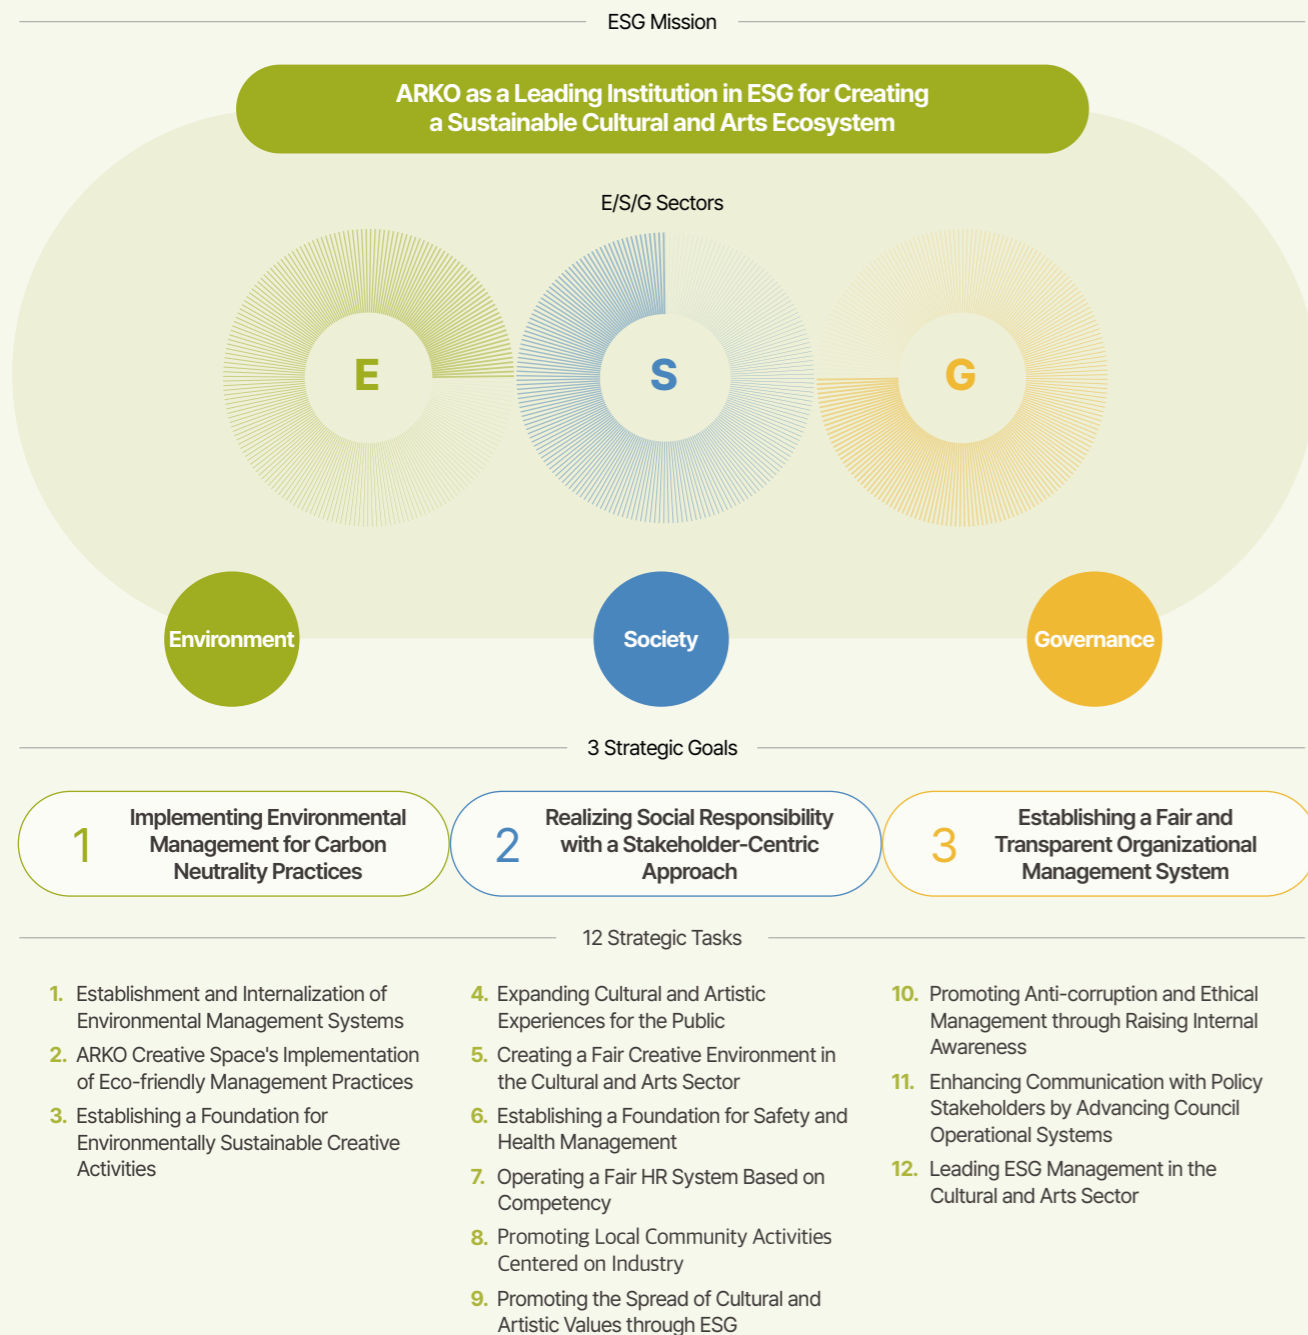 ESG Mission
ARKO as a Leading Institution in ESG for Creating
a Sustainable Cultural and Arts Ecosystem
E/S/G Sectors
E
S
G
Environment
Society
Governance
3 Strategic Goals
1
Implementing Environmental
Management for Carbon
Neutrality Practices
2
Realizing Social Responsibility
with a Stakeholder-Centric
Approach
3
Establishing a Fair and
Transparent Organizational
Management System
12 Strategic Tasks
1. Establishment and Internalization of
Environmental Management Systems
2. ARKO Creative Space's Implementation
of Eco-friendly Management Practices
3. Establishing a Foundation for
Environmentally Sustainable Creative
Activities
4. Expanding Cultural and Artistic
Experiences for the Public
5. Creating a Fair Creative Environment in
the Cultural and Arts Sector
6. Establishing a Foundation for Safety and
Health Management
7. Operating a Fair HR System Based on
Competency
8. Promoting Local Community Activities
Centered on Industry
9. Promoting the Spread of Cultural and
Artistic Values through ESG
10. Promoting Anti-corruption and Ethical
Management through Raising Internal
Awareness
11. Enhancing Communication with Policy
Stakeholders by Advancing Council
Operational Systems
12. Leading ESG Management in the
Cultural and Arts Sector